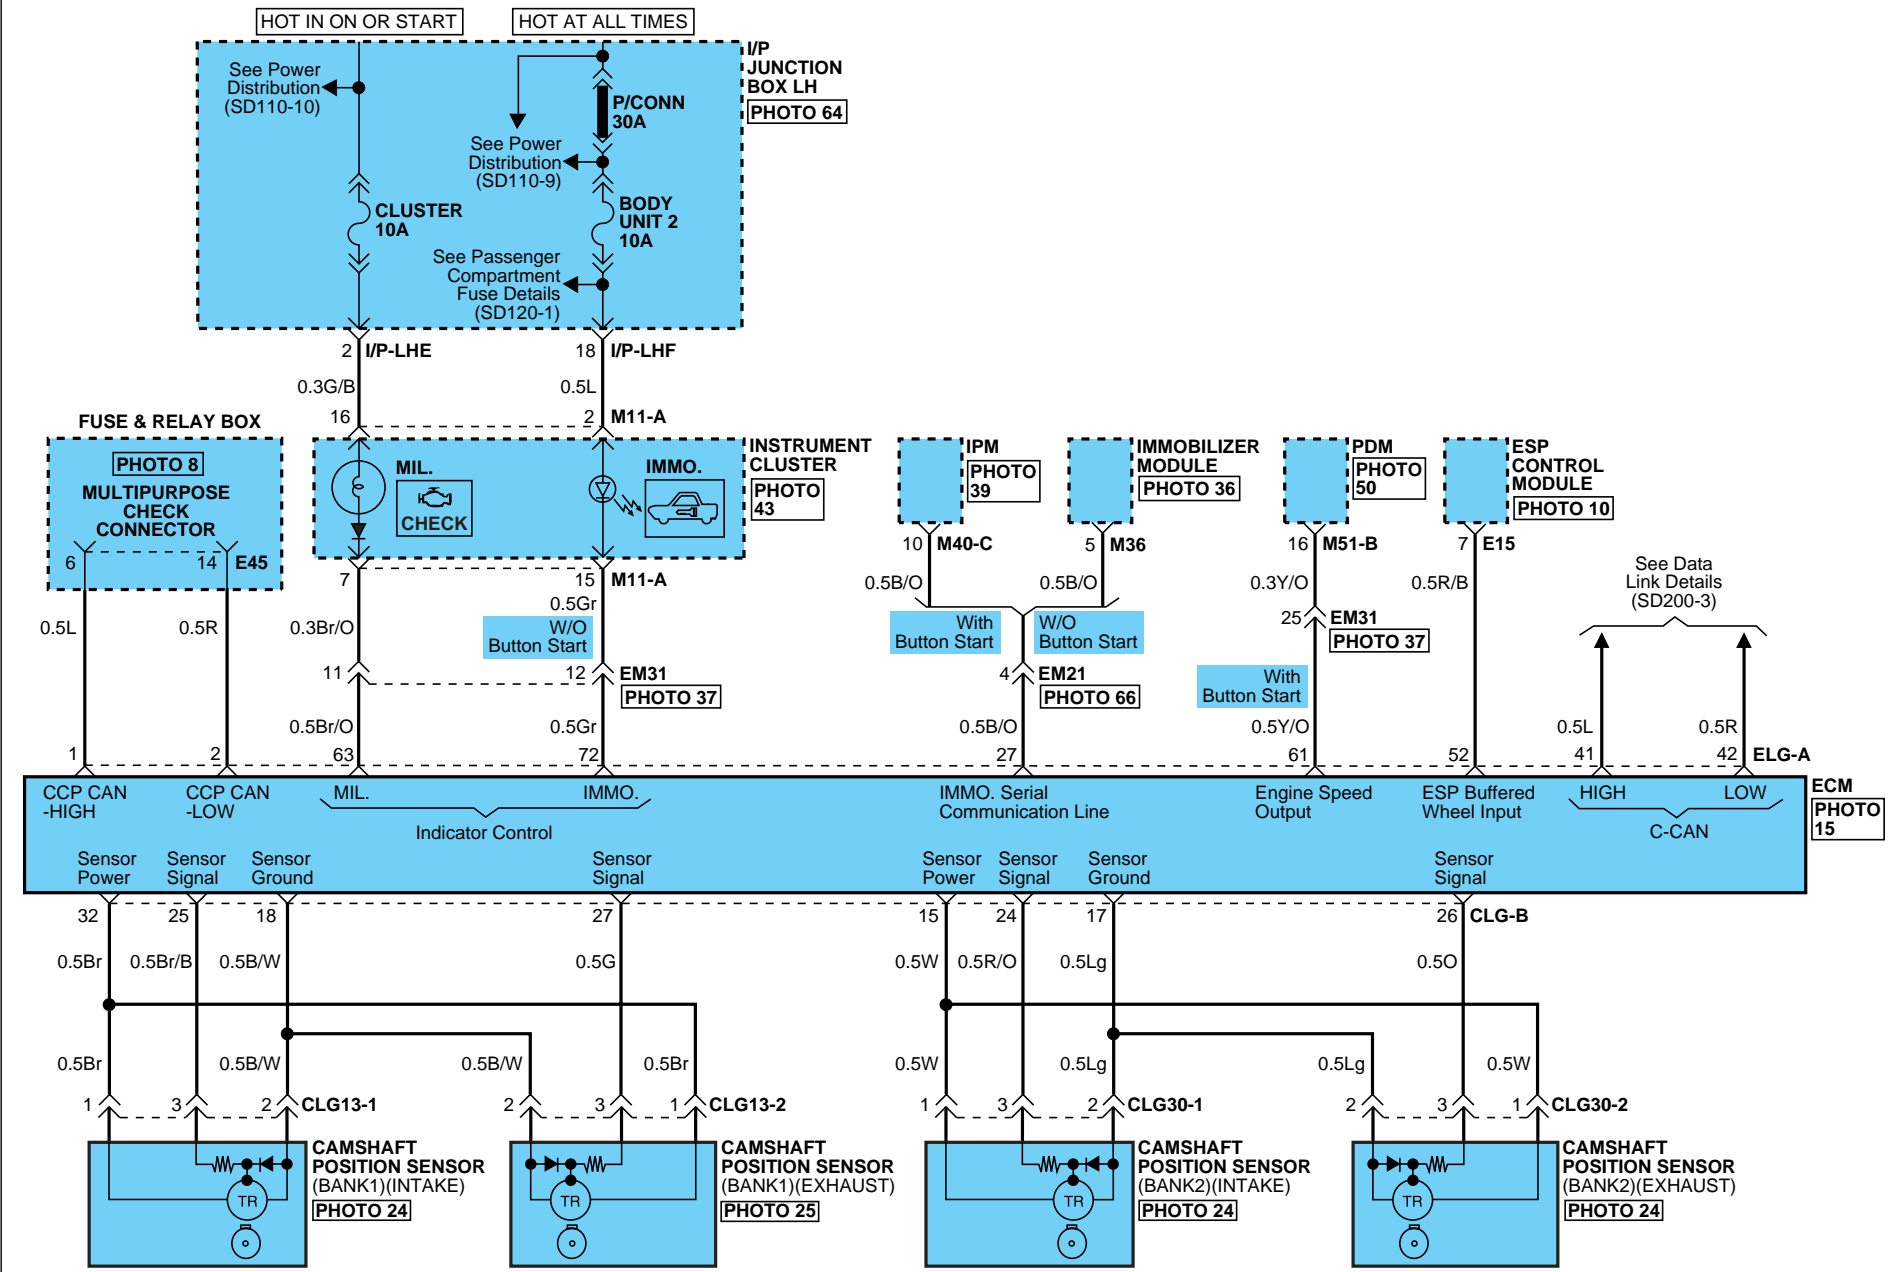 HOT IN ON OR START
HOT AT ALL TIMES
See Power
Distribution
(SD110-10)
P/CONN
30A
I/P
JUNCTION
BOX LH
PHOTO 64
See Power
Distribution
(SD110-9)
CLUSTER
10A
BODY
UNIT 2
10A
See Passenger
Compartment
Fuse Details
(SD120-1)
2 I/P-LHE
18 I/P-LHF
0.3G/B
0.5L
16
2 M11-A
FUSE & RELAY BOX
PHOTO 8
MULTIPURPOSE
CHECK
CONNECTOR
6
14 E45
MIL.
CHECK
IMMO.
INSTRUMENT
CLUSTER
PHOTO
43
IPM
PHOTO
39
IMMOBILIZER
MODULE
PHOTO 36
PDM
PHOTO
50
ESP
CONTROL
MODULE
PHOTO 10
7
15 M11-A
10 M40-C
5 M36
16 M51-B
7 E15
0.5Gr
W/O
Button Start
0.5B/O
0.5B/O
0.3Y/O
0.5R/B
See Data
Link Details
(SD200-3)
0.5L
0.5R
0.3Br/O
With
Button Start
W/O
Button Start
25 EM31
PHOTO 37
11
12 EM31
PHOTO 37
4 EM21
PHOTO 66
With
Button Start
0.5Br/O
0.5Gr
0.5B/O
0.5Y/O
0.5L
0.5R
1
2
63
72
27
61
52
41
42 ELG-A
CCP CAN
-HIGH
CCP CAN
-LOW
MIL.
IMMO.
Indicator Control
IMMO. Serial
Communication Line
Engine Speed
Output
ESP Buffered
Wheel Input
HIGH
LOW
C-CAN
ECM
PHOTO
15
Sensor
Power
Sensor
Signal
Sensor
Ground
Sensor
Signal
Sensor
Power
Sensor
Signal
Sensor
Ground
Sensor
Signal
32
25
18
27
15
24
17
26 CLG-B
0.5Br
0.5Br/B
0.5B/W
0.5G
0.5W
0.5R/O
0.5Lg
0.5O
0.5Br
0.5B/W
0.5B/W
0.5Br
0.5W
0.5Lg
0.5Lg
0.5W
1
3
2 CLG13-1
2
3
1 CLG13-2
1
3
2 CLG30-1
2
3
1 CLG30-2
TR
CAMSHAFT
POSITION SENSOR
(BANK1)(INTAKE)
PHOTO 24
TR
CAMSHAFT
POSITION SENSOR
(BANK1)(EXHAUST)
PHOTO 25
TR
CAMSHAFT
POSITION SENSOR
(BANK2)(INTAKE)
PHOTO 24
TR
CAMSHAFT
POSITION SENSOR
(BANK2)(EXHAUST)
PHOTO 24